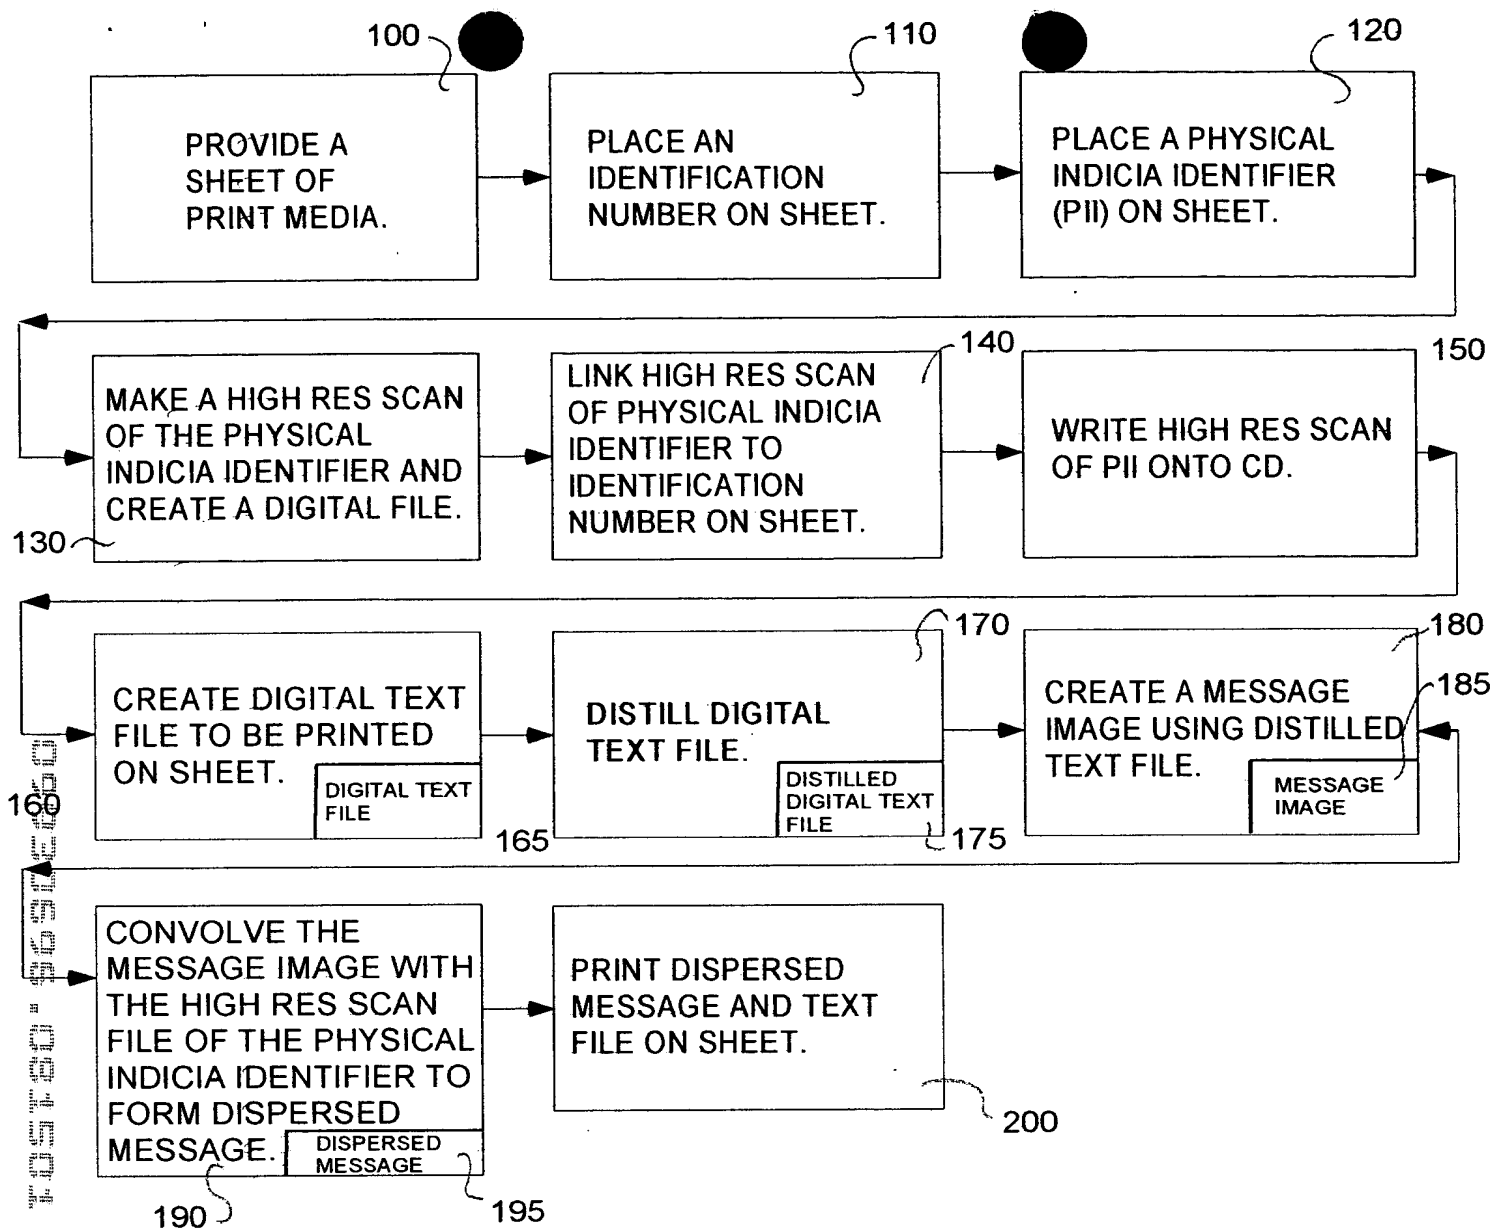 100
110
120
PROVIDE A
SHEET OF
PRINT MEDIA.
PLACE AN
IDENTIFICATION
NUMBER ON SHEET.
PLACE A PHYSICAL
INDICIA IDENTIFIER
(PII) ON SHEET.
MAKE A HIGH RES SCAN
OF THE PHYSICAL
INDICIA IDENTIFIER AND
CREATE A DIGITAL FILE.
130
LINK HIGH RES SCAN
OF PHYSICAL INDICIA
IDENTIFIER TO
IDENTIFICATION
NUMBER ON SHEET.
140
WRITE HIGH RES SCAN
OF PII ONTO CD.
150
CREATE DIGITAL TEXT
FILE TO BE PRINTED
ON SHEET.
DIGITAL TEXT
FILE
160
165
DISTILL DIGITAL
TEXT FILE.
DISTILLED
DIGITAL TEXT
FILE
170
175
CREATE A MESSAGE
IMAGE USING DISTILLED
TEXT FILE.
MESSAGE
IMAGE
180
185
CONVOLVE THE
MESSAGE IMAGE WITH
THE HIGH RES SCAN
FILE OF THE PHYSICAL
INDICIA IDENTIFIER TO
FORM DISPERSED
MESSAGE.
DISPERSED
MESSAGE
190
195
PRINT DISPERSED
MESSAGE AND TEXT
FILE ON SHEET.
200